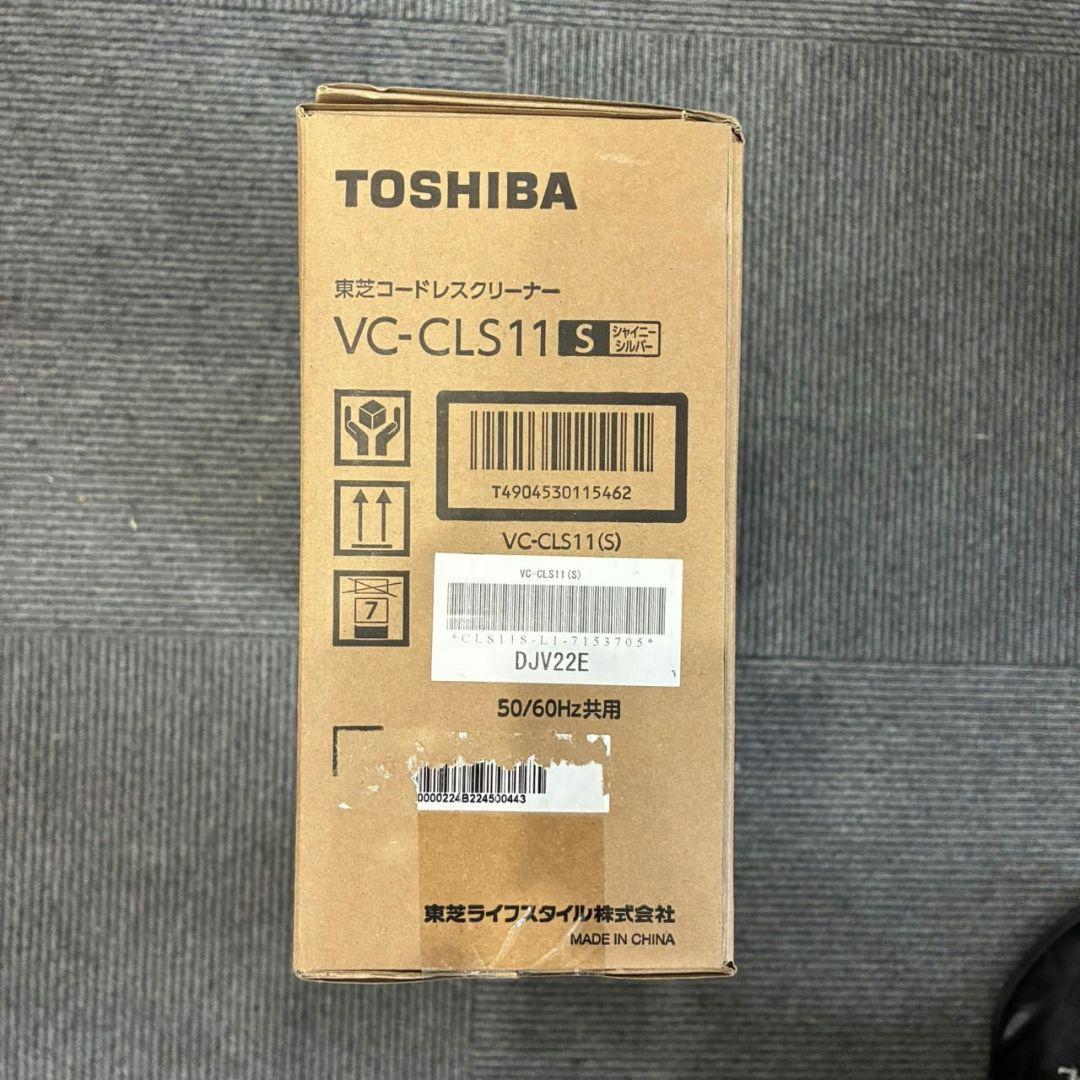 TOSHIBA
東芝コードレスクリーナー
VC-CLS11 S シャイニーシルバー
T4904530115462
VC-CLS11(S)
7
VC-CLS11(S)
*CLS11S-L1-7153705*
DJV22E
50/60Hz共用
0000224B224500443
東芝ライフスタイル株式会社
MADE IN CHINA